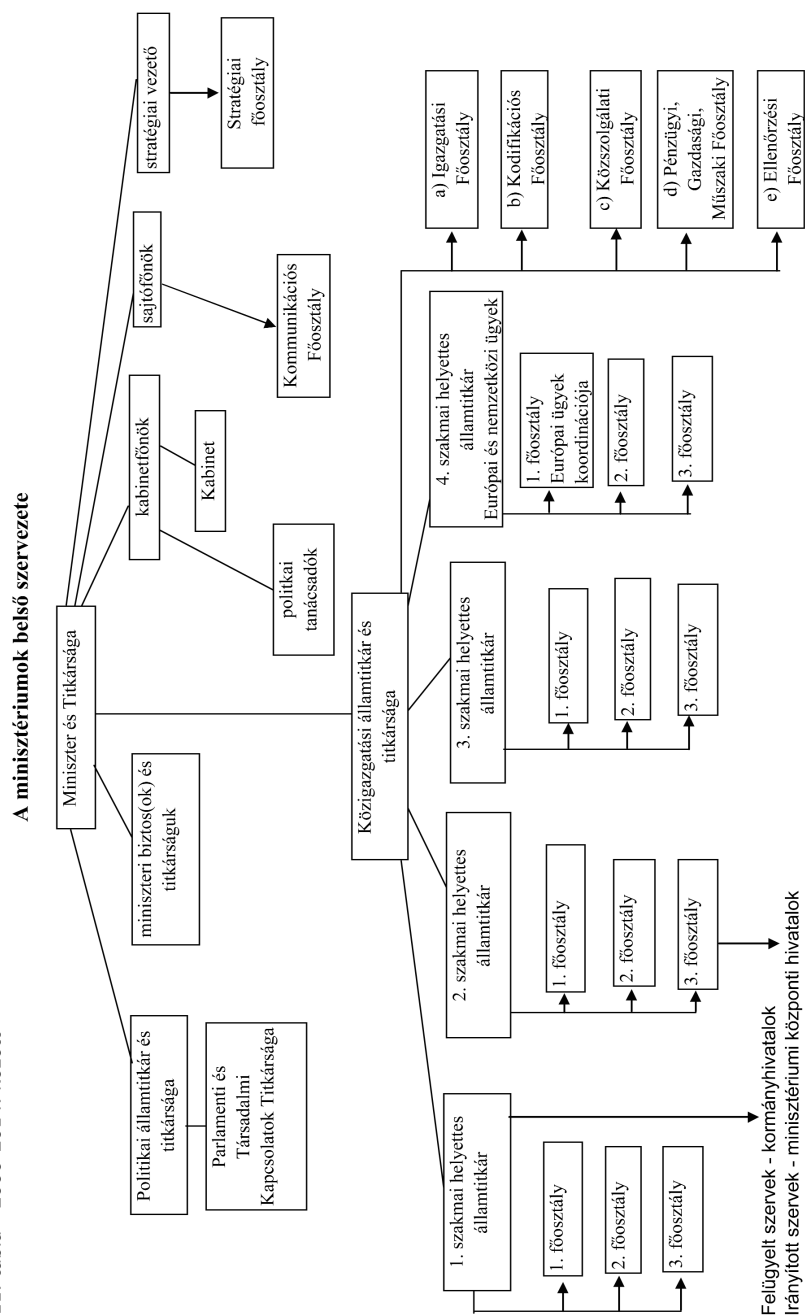 A minisztériumok belső szervezete
Miniszter és Titkársága
Politikai államtitkár és
titkársága
Parlamenti és
Társadalmi
Kapcsolatok Titkársága
miniszteri biztos(ok) és
titkárságuk
kabinetfőnök
Kabinet
politkai
tanácsadók
sajtófőnök
Kommunikációs
Főosztály
stratégiai vezető
Stratégiai
főosztály
Közigazgatási államtitkár és
titkársága
1. szakmai helyettes
államtitkár
1. főosztály
2. főosztály
3. főosztály
2. szakmai helyettes
államtitkár
1. főosztály
2. főosztály
3. főosztály
3. szakmai helyettes
államtitkár
1. főosztály
2. főosztály
3. főosztály
4. szakmai helyettes
államtitkár
Európai és nemzetközi ügyek
1. főosztály
Európai ügyek
koordinációja
2. főosztály
3. főosztály
a) Igazgatási
Főosztály
b) Kodifikációs
Főosztály
c) Közszolgálati
Főosztály
d) Pénzügyi,
Gazdasági,
Műszaki Főosztály
e) Ellenőrzési
Főosztály
Felügyelt szervek - kormányhivatalok
Irányított szervek - minisztériumi központi hivatalok